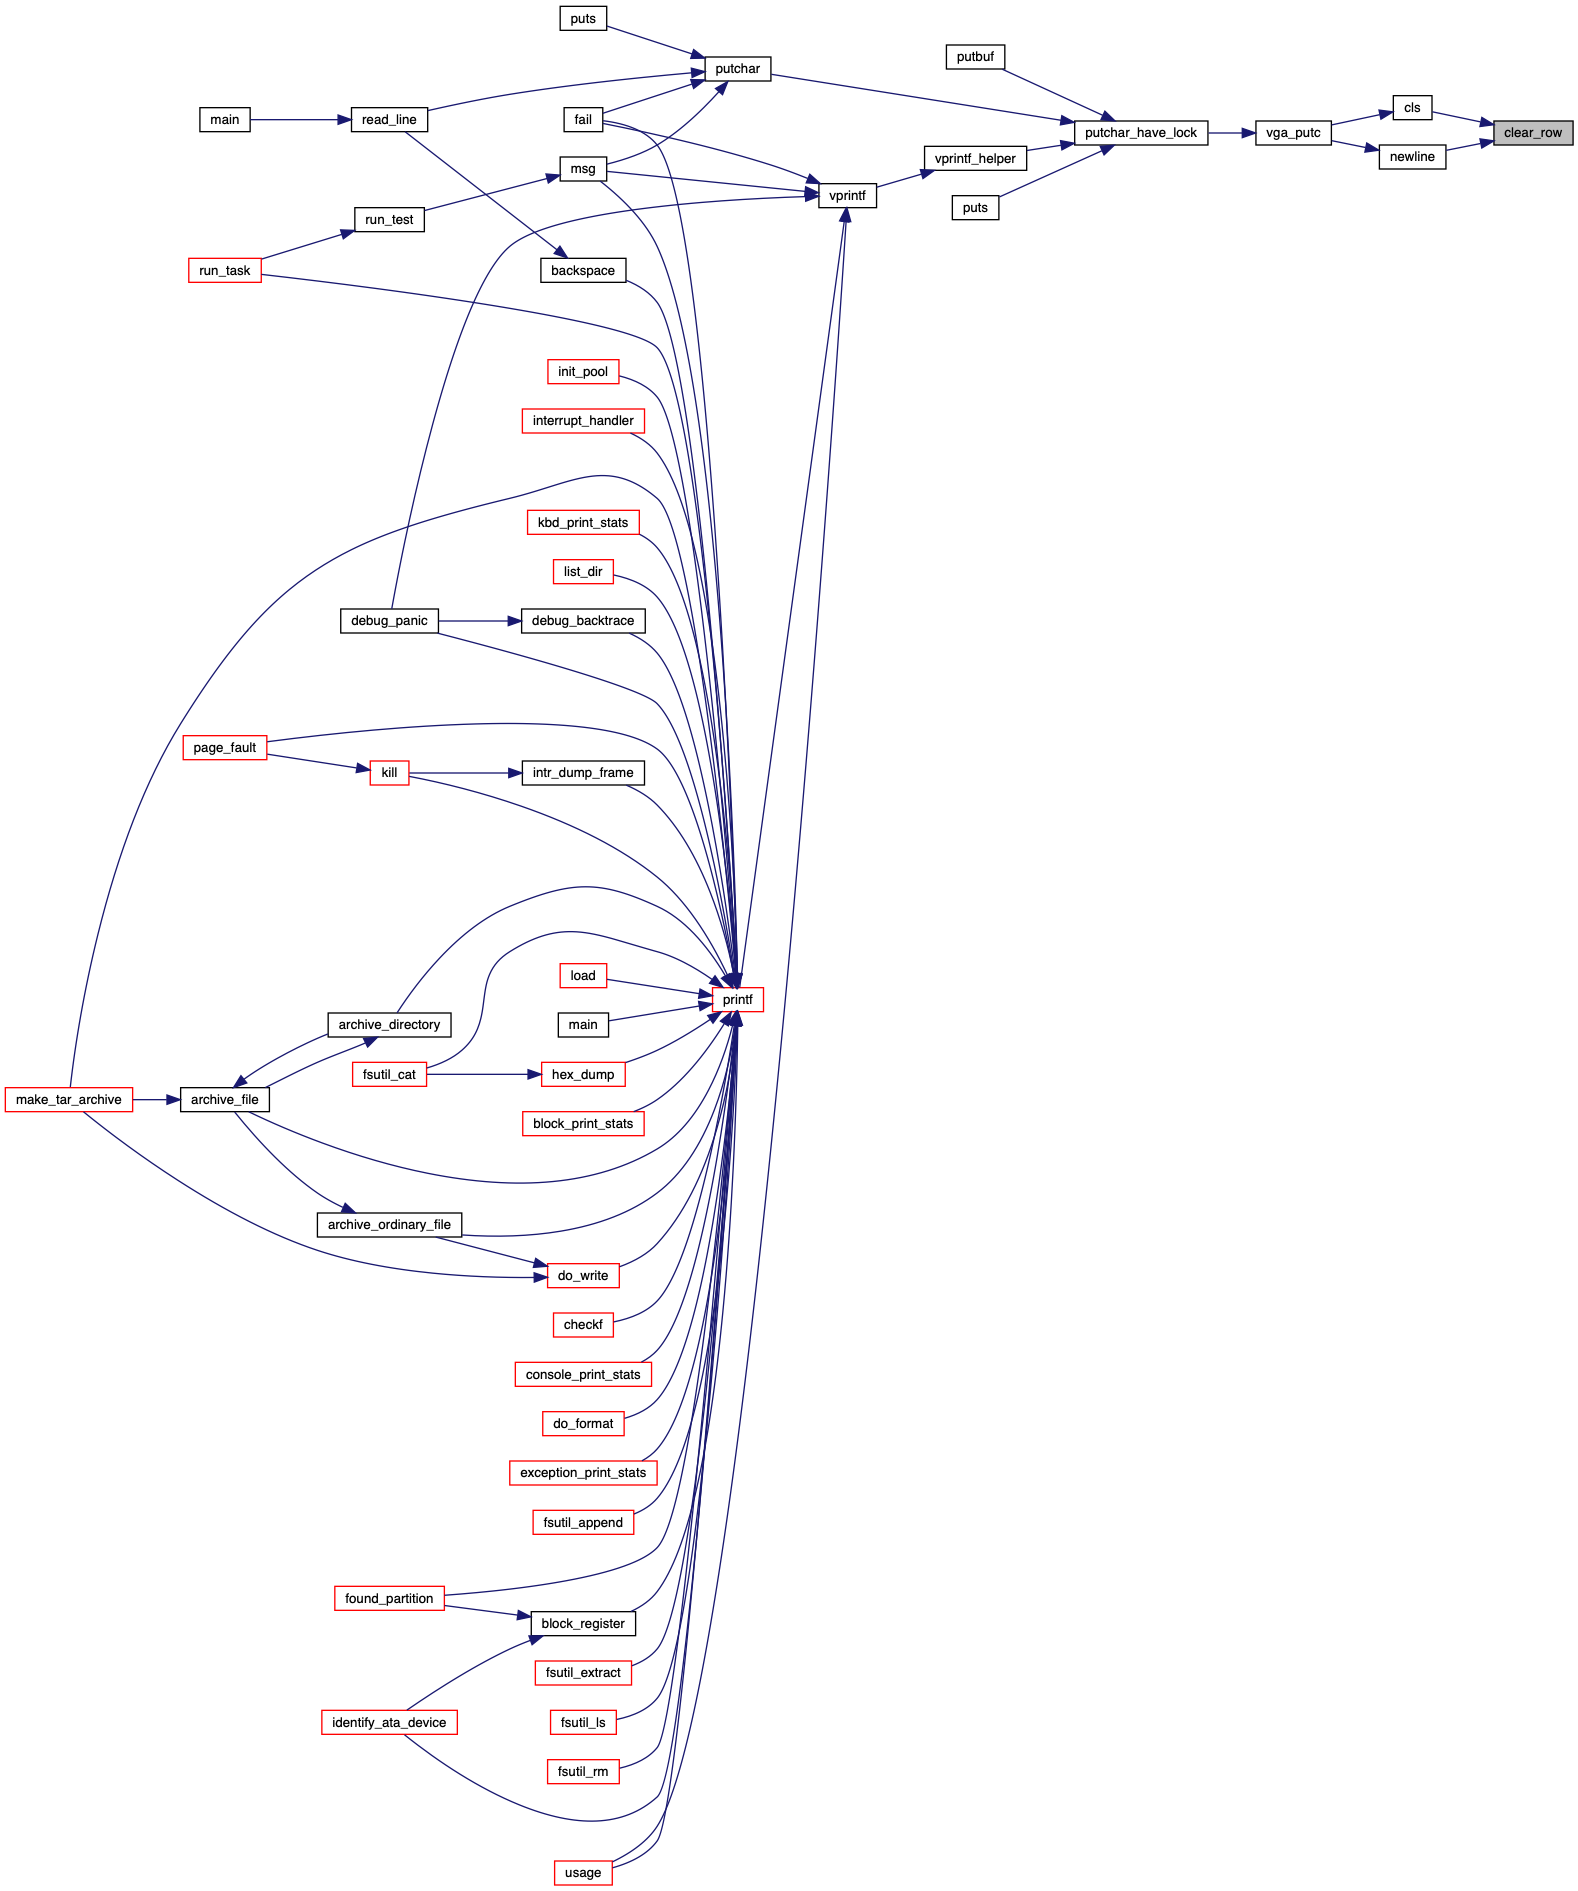 puts
putbuf
putchar
cls
main
read_line
fail
putchar_have_lock
vga_putc
clear_row
newline
vprintf_helper
msg
vprintf
puts
run_test
run_task
backspace
init_pool
interrupt_handler
kbd_print_stats
list_dir
debug_panic
debug_backtrace
page_fault
kill
intr_dump_frame
load
printf
main
archive_directory
fsutil_cat
hex_dump
make_tar_archive
archive_file
block_print_stats
archive_ordinary_file
do_write
checkf
console_print_stats
do_format
exception_print_stats
fsutil_append
found_partition
block_register
fsutil_extract
identify_ata_device
fsutil_ls
fsutil_rm
usage